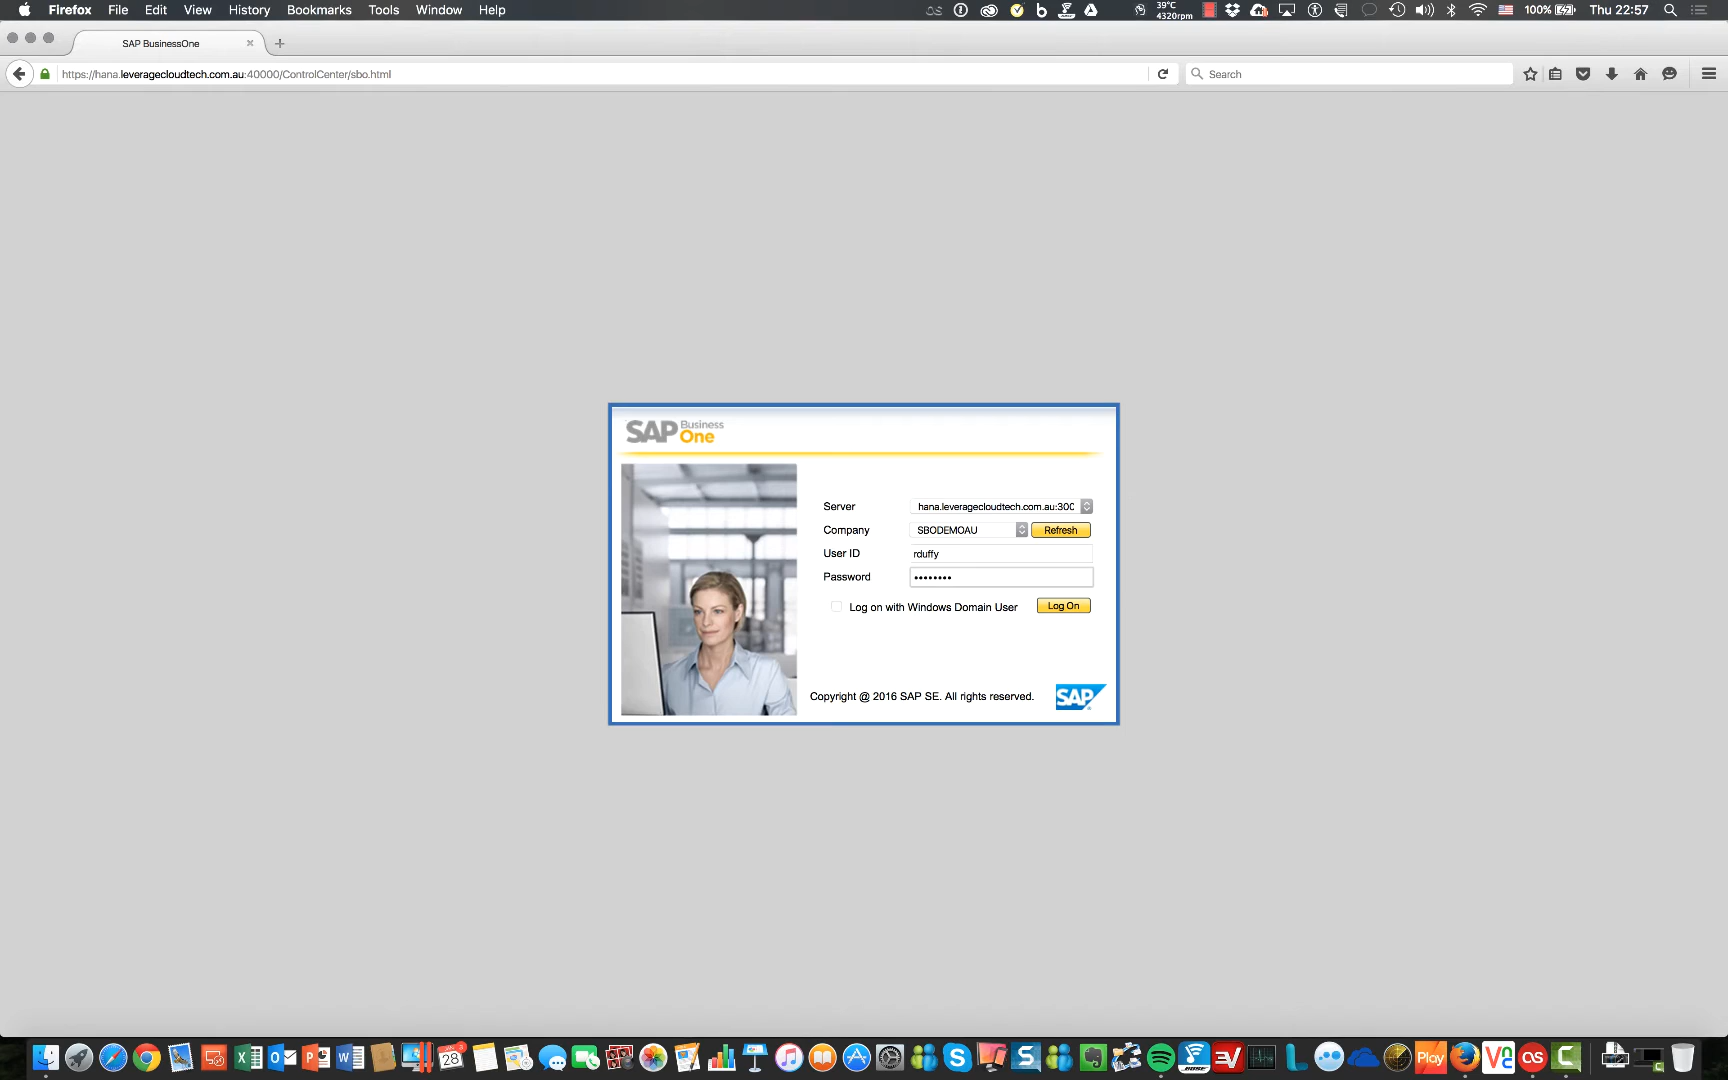 Firefox File Edit View History Bookmarks Tools Window Help
39°C
4320rpm
100%
Thu 22:57
SAP BusinessOne
https://hana.leveragecloudtech.com.au:40000/ControlCenter/sbo.html
Search
SAP Business One
Server
hana.leveragecloudtech.com.au:300
Company
SBODEMOAU
Refresh
User ID
rduffy
Password
••••••••
Log on with Windows Domain User
Log On
Copyright @ 2016 SAP SE. All rights reserved.
SAP
28
Play